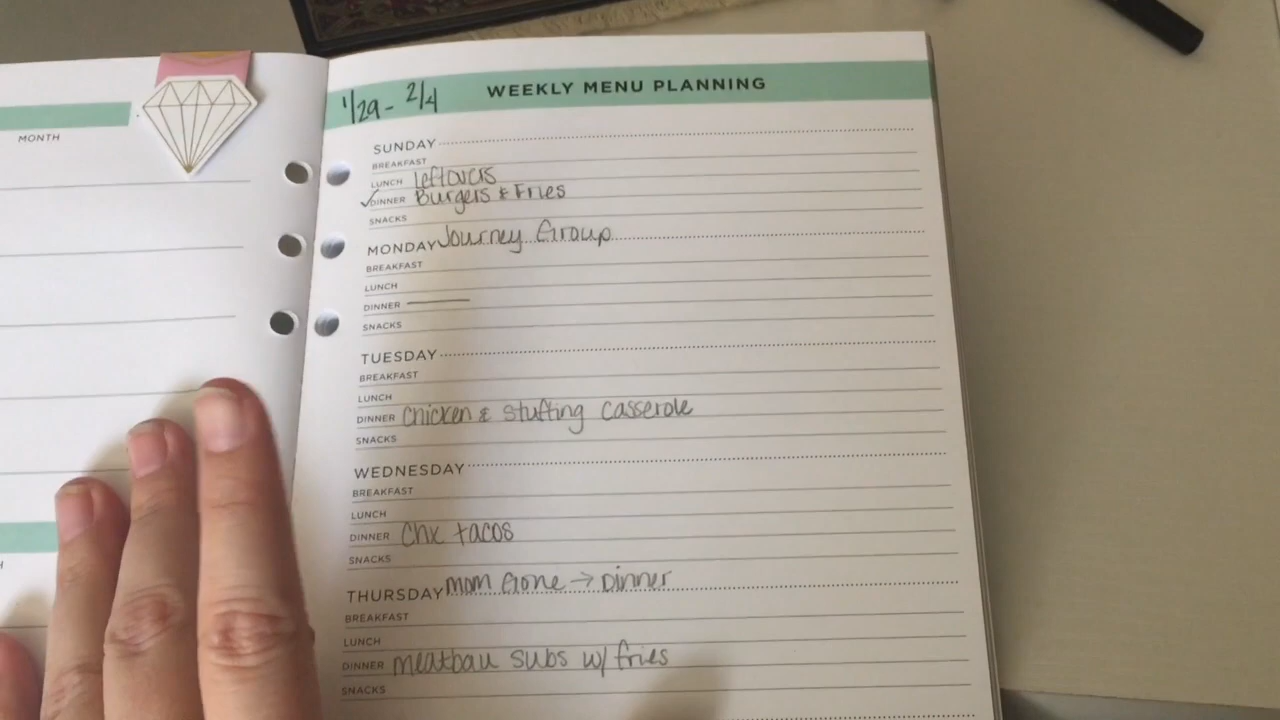 MONTH
1/29 - 2/4 WEEKLY MENU PLANNING
SUNDAY
BREAKFAST
LUNCH leftovers
✓ DINNER Burgers & Fries
SNACKS
MONDAY Journey Group
BREAKFAST
LUNCH
DINNER —
SNACKS
TUESDAY
BREAKFAST
LUNCH
DINNER Chicken & Stuffing Casserole
SNACKS
WEDNESDAY
BREAKFAST
LUNCH
DINNER Chx tacos
SNACKS
THURSDAY mom Gone → Dinner
BREAKFAST
LUNCH
DINNER meatball subs w/ fries
SNACKS